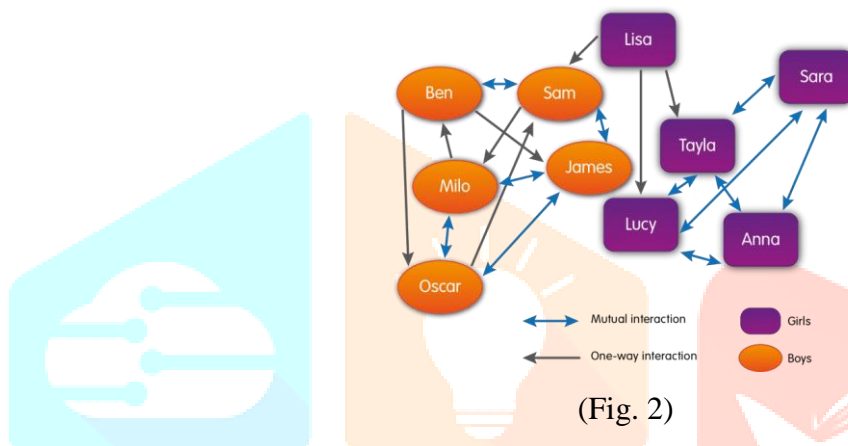 Lisa
Sara
Ben
Sam
Tayla
James
Milo
Lucy
Anna
Oscar
Mutual interaction
Girls
One-way interaction
Boys
(Fig. 2)